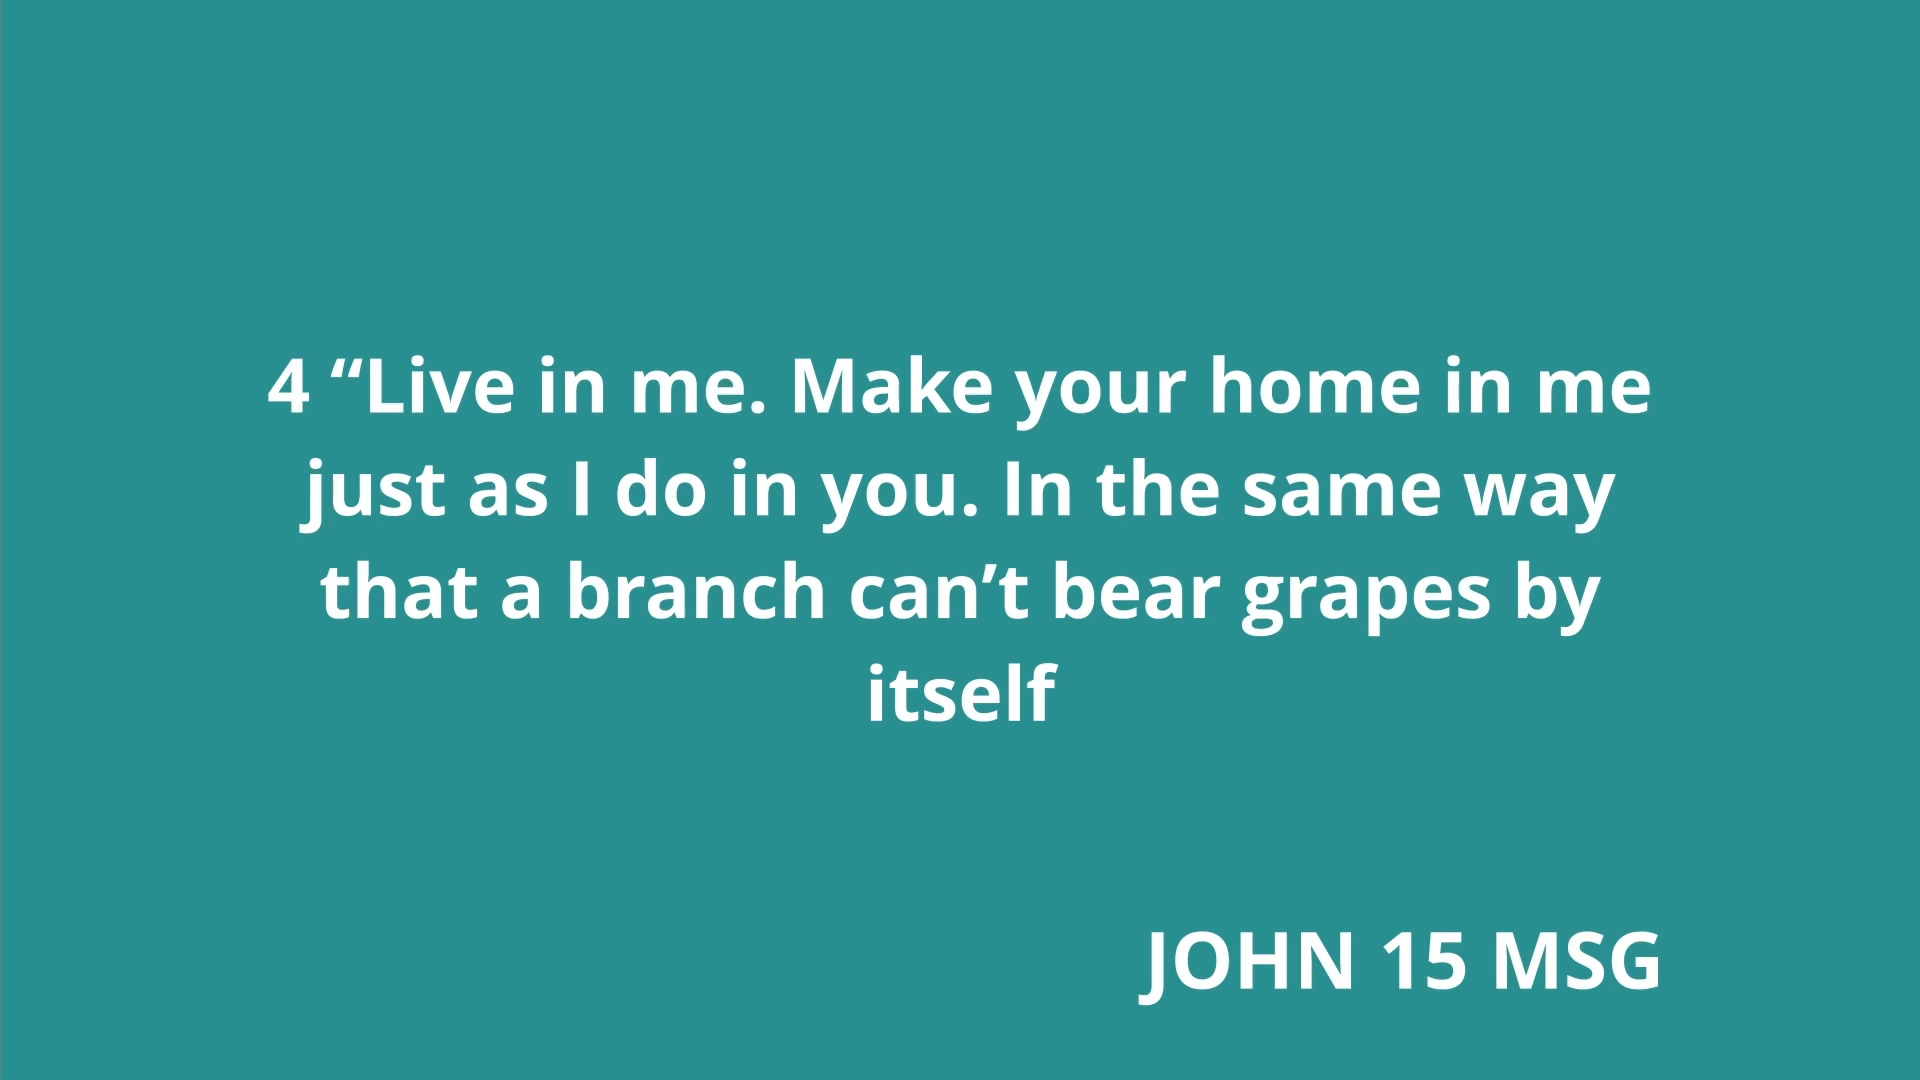 4 “Live in me. Make your home in me
just as I do in you. In the same way
that a branch can’t bear grapes by
itself
JOHN 15 MSG